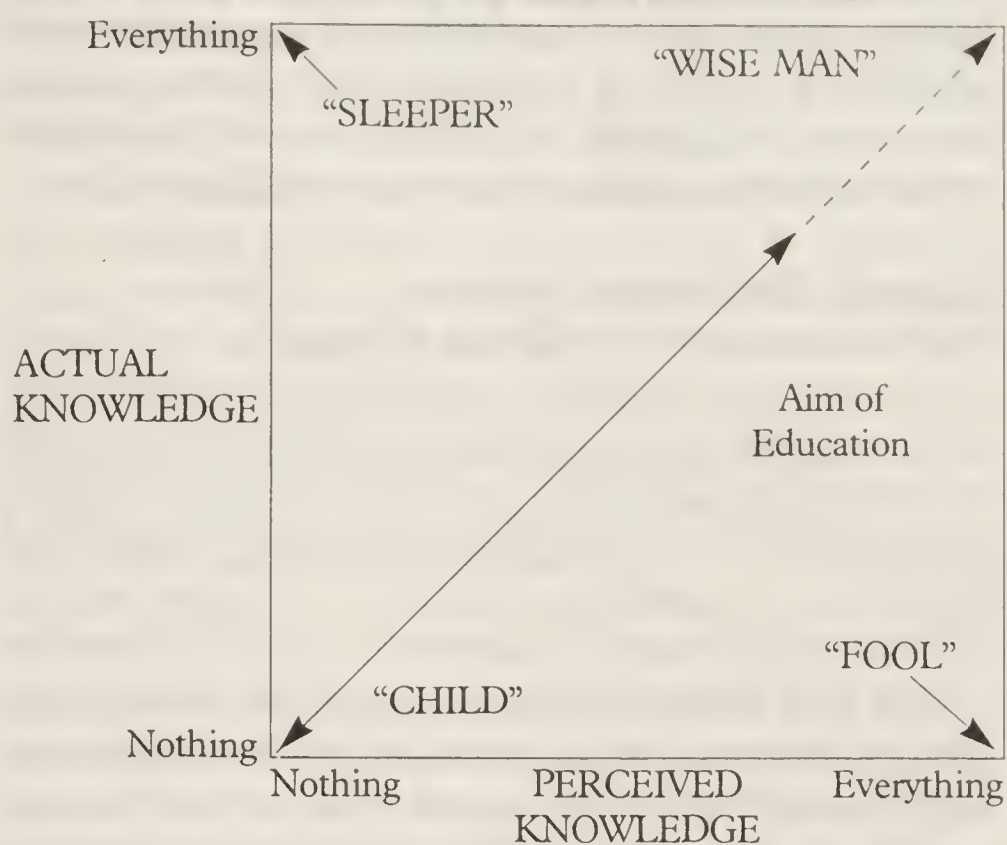 Everything
“WISE MAN”
“SLEEPER”
ACTUAL
KNOWLEDGE
Aim of
Education
“FOOL”
“CHILD”
Nothing
Nothing
PERCEIVED
KNOWLEDGE
Everything